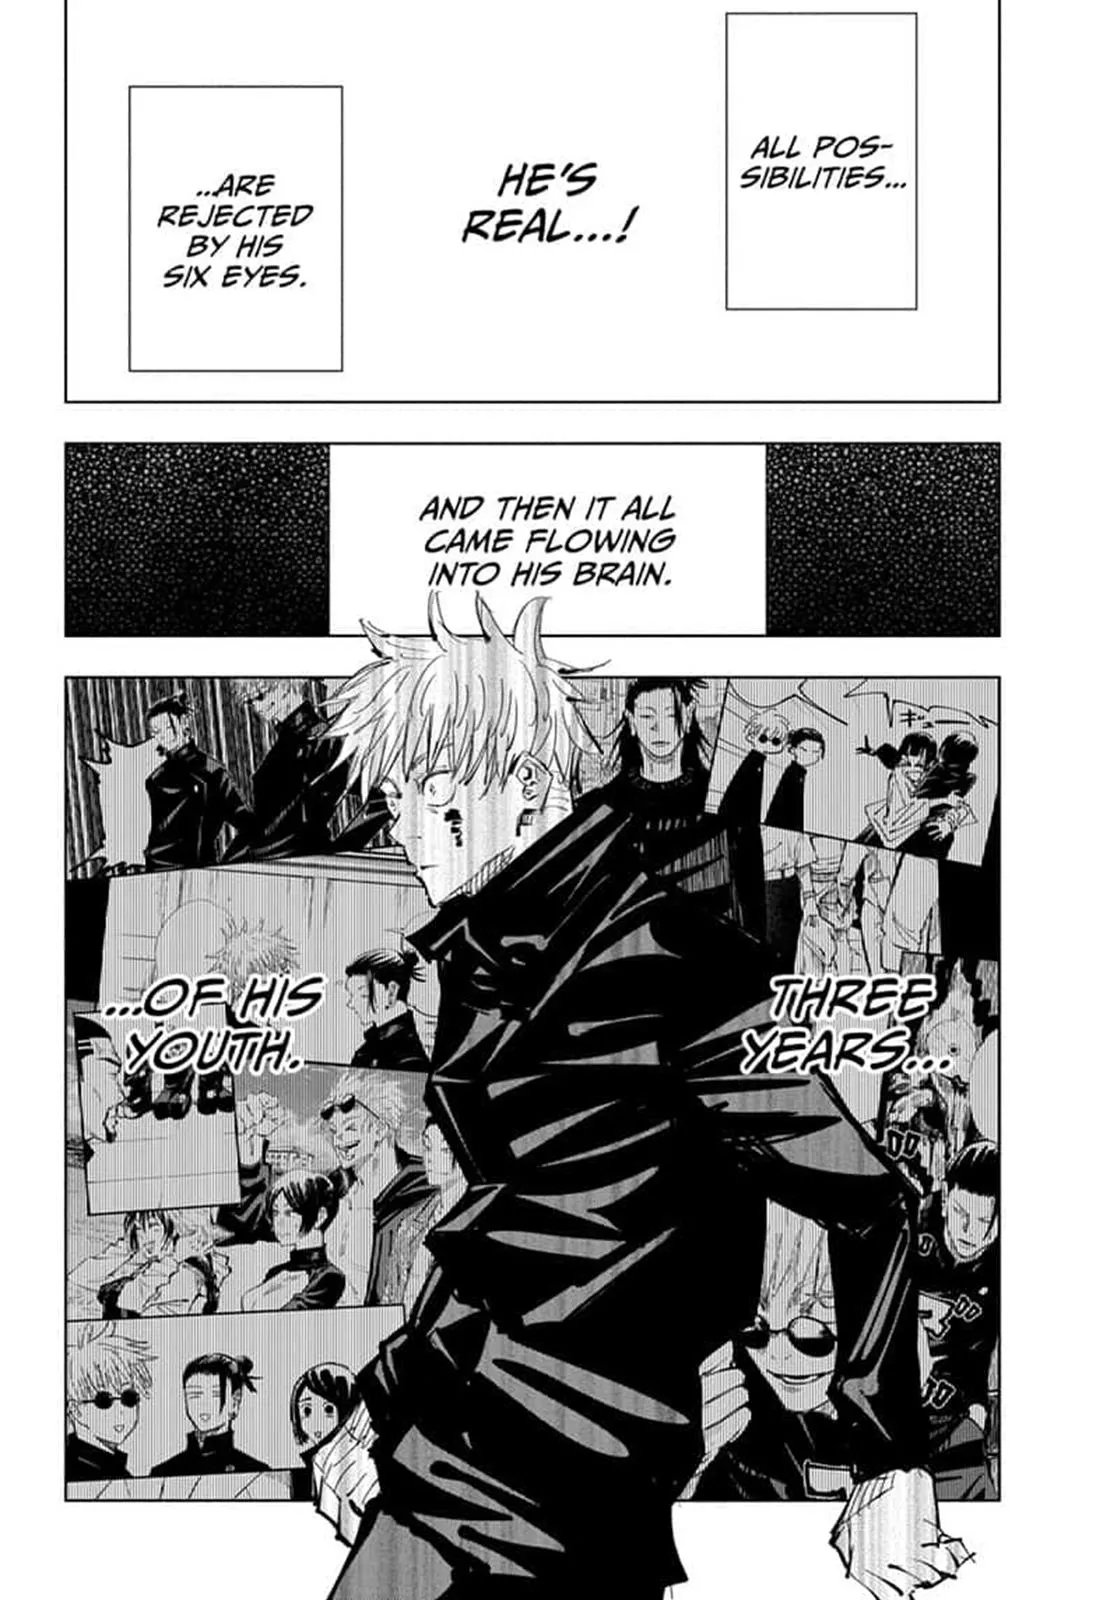 ALL POS-
SIBILITIES...
HE'S
REAL...!
...ARE
REJECTED
BY HIS
SIX EYES.
AND THEN IT ALL
CAME FLOWING
INTO HIS BRAIN.
THREE
YEARS...
...OF HIS
YOUTH.